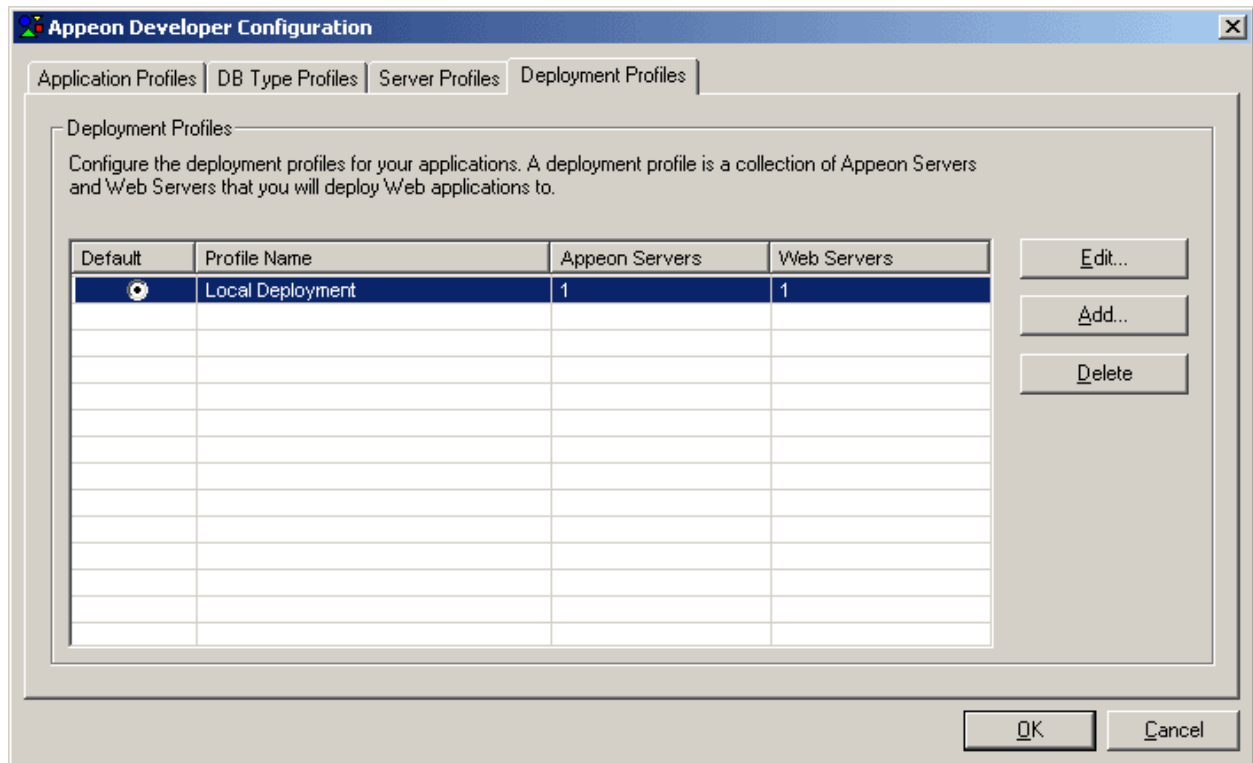 Appeon Developer Configuration
Application Profiles DB Type Profiles Server Profiles Deployment Profiles
Deployment Profiles
Configure the deployment profiles for your applications. A deployment profile is a collection of Appeon Servers
and Web Servers that you will deploy Web applications to.
Default Profile Name Appeon Servers Web Servers Edit...
Local Deployment 1 1
Add...
Delete
OK Cancel